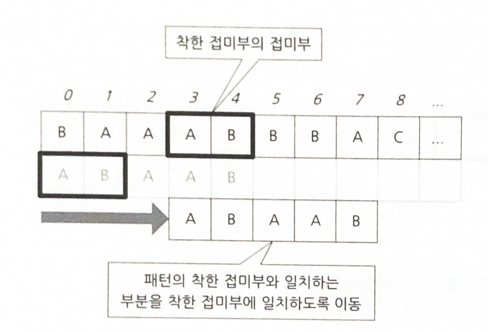 착한 접미부의 접미부
0 1 2 3 4 5 6 7 8 ...
B A A A B B B A C ...
A B A A B
A B A A B
패턴의 착한 접미부와 일치하는
부분을 착한 접미부에 일치하도록 이동